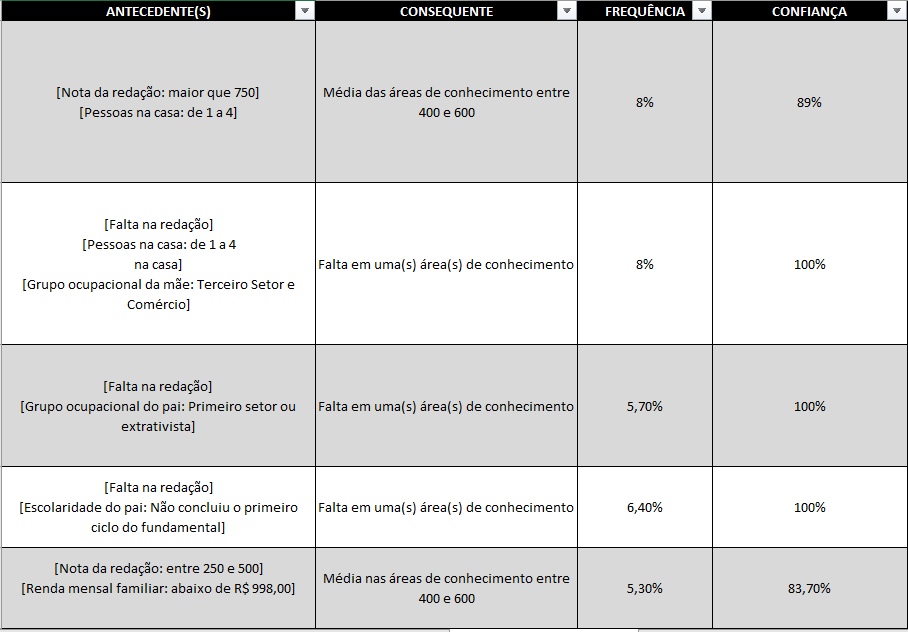 ANTECEDENTE(S) CONSEQUENTE FREQUÊNCIA CONFIANÇA
[Nota da redação: maior que 750]
[Pessoas na casa: de 1 a 4]
Média das áreas de conhecimento entre
400 e 600
8%
89%
[Falta na redação]
[Pessoas na casa: de 1 a 4
na casa]
[Grupo ocupacional da mãe: Terceiro Setor e
Comércio]
Falta em uma(s) área(s) de conhecimento
8%
100%
[Falta na redação]
[Grupo ocupacional do pai: Primeiro setor ou
extrativista]
Falta em uma(s) área(s) de conhecimento
5,70%
100%
[Falta na redação]
[Escolaridade do pai: Não concluiu o primeiro
ciclo do fundamental]
Falta em uma(s) área(s) de conhecimento
6,40%
100%
[Nota da redação: entre 250 e 500]
[Renda mensal familiar: abaixo de R$ 998,00]
Média nas áreas de conhecimento entre
400 e 600
5,30%
83,70%